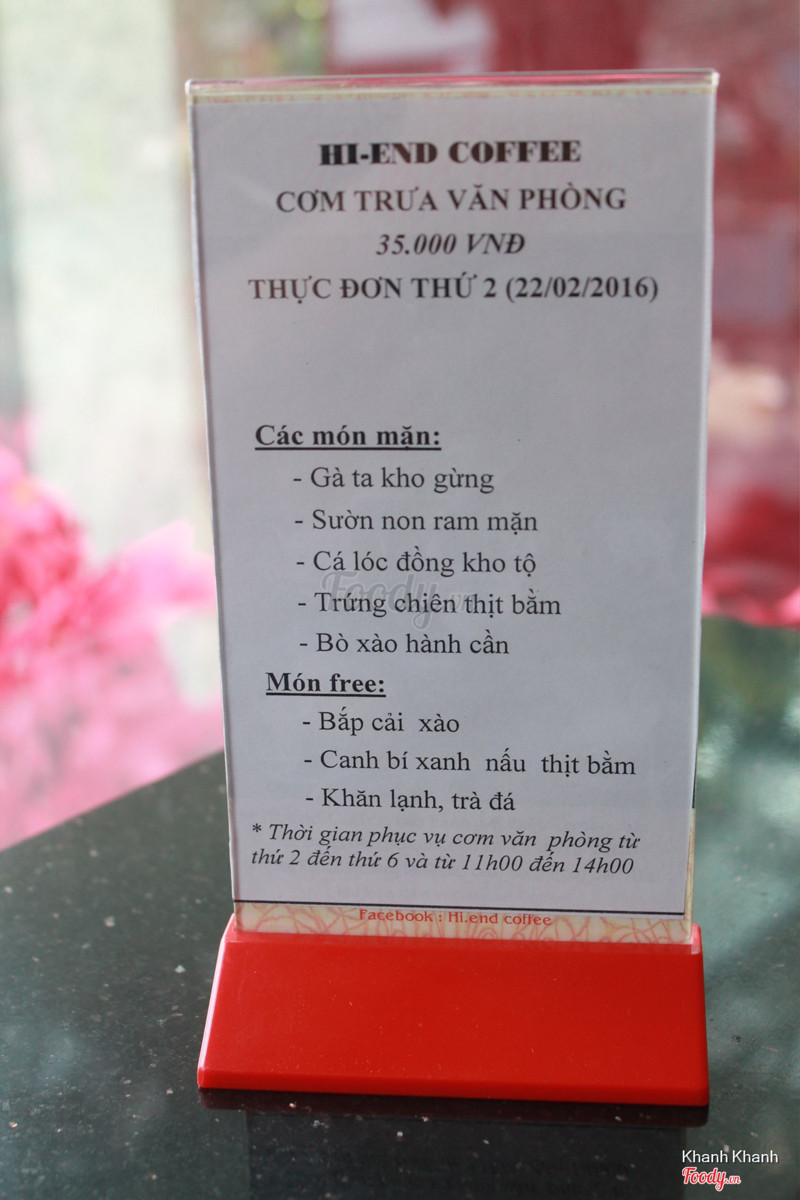 HI-END COFFEE
CƠM TRƯA VĂN PHÒNG
35.000 VNĐ
THỰC ĐƠN THỨ 2 (22/02/2016)
Các món mặn:
- Gà ta kho gừng
- Sườn non ram mặn
- Cá lóc đồng kho tộ
- Trứng chiên thịt bằm
- Bò xào hành cần
Món free:
- Bắp cải xào
- Canh bí xanh nấu thịt bằm
- Khăn lạnh, trà đá
* Thời gian phục vụ cơm văn phòng từ
thứ 2 đến thứ 6 và từ 11h00 đến 14h00
Facebook : Hi.end coffee
Foody.vn
Khanh Khanh
Foody.vn